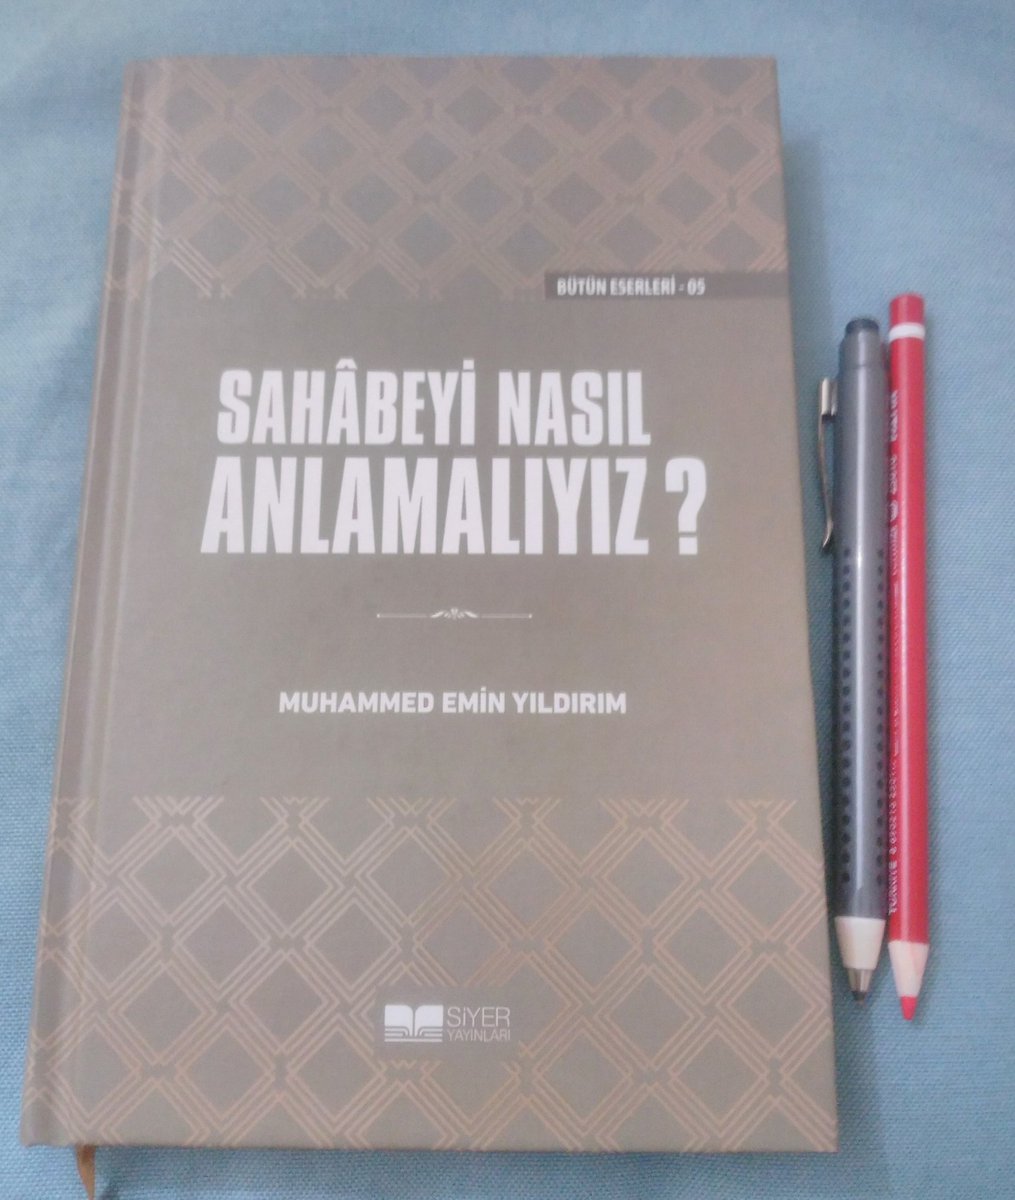 BÜTÜN ESERLERİ - 05
SAHÂBEYİ NASIL
ANLAMALIYIZ ?
MUHAMMED EMİN YILDIRIM
SİYER
YAYINLARI